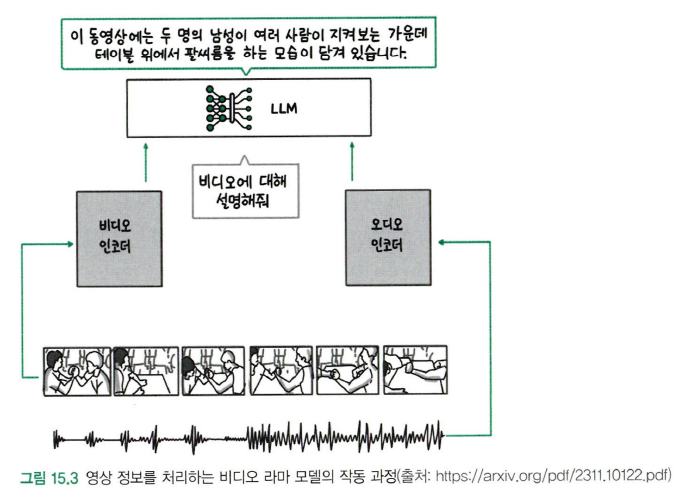 이 동영상에는 두 명의 남성이 여러 사람이 지켜보는 가운데
테이블 위에서 팔씨름을 하는 모습이 담겨 있습니다.
LLM
비디오에 대해
설명해줘
비디오
인코더
오디오
인코더
그림 15.3 영상 정보를 처리하는 비디오 라마 모델의 작동 과정(출처: https://arxiv.org/pdf/2311.10122.pdf)